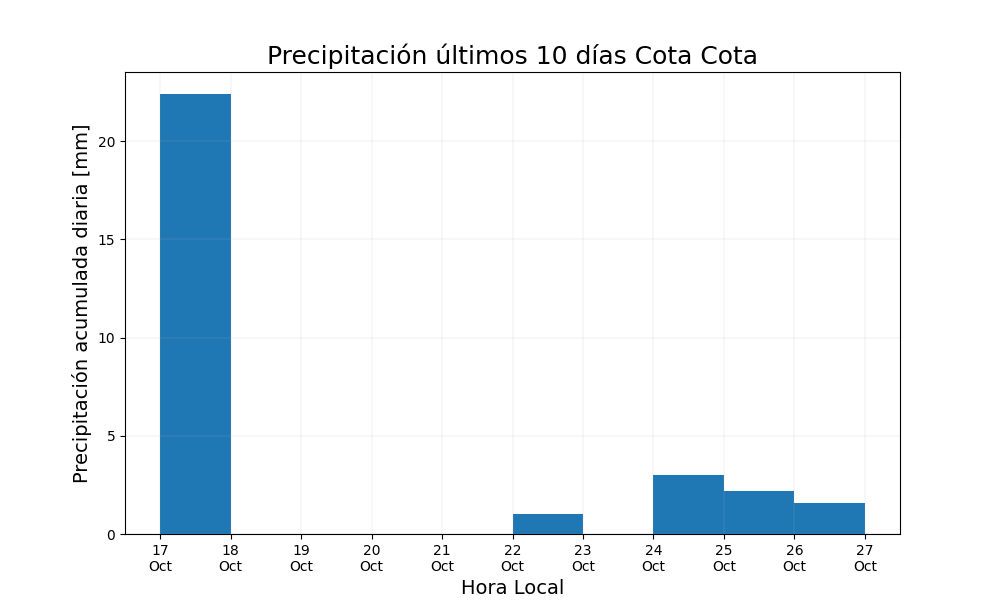 Precipitación últimos 10 días Cota Cota
Precipitación acumulada diaria [mm]
20
15
10
5
0
17 18 19 20 21 22 23 24 25 26 27
Oct Oct Oct Oct Oct Oct Oct Oct Oct Oct Oct
Hora Local